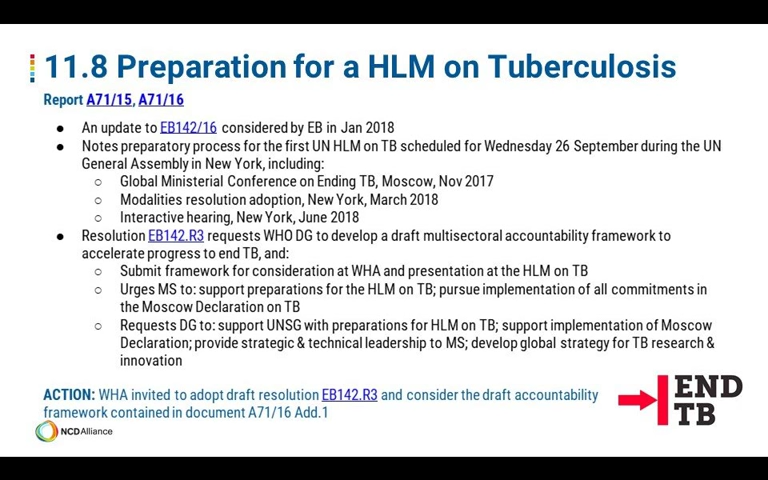 11.8 Preparation for a HLM on Tuberculosis
Report A71/15, A71/16
● An update to EB142/16 considered by EB in Jan 2018
● Notes preparatory process for the first UN HLM on TB scheduled for Wednesday 26 September during the UN
General Assembly in New York, including:
○ Global Ministerial Conference on Ending TB, Moscow, Nov 2017
○ Modalities resolution adoption, New York, March 2018
○ Interactive hearing, New York, June 2018
● Resolution EB142.R3 requests WHO DG to develop a draft multisectoral accountability framework to
accelerate progress to end TB, and:
○ Submit framework for consideration at WHA and presentation at the HLM on TB
○ Urges MS to: support preparations for the HLM on TB; pursue implementation of all commitments in
the Moscow Declaration on TB
○ Requests DG to: support UNSG with preparations for HLM on TB; support implementation of Moscow
Declaration; provide strategic & technical leadership to MS; develop global strategy for TB research &
innovation
ACTION: WHA invited to adopt draft resolution EB142.R3 and consider the draft accountability
framework contained in document A71/16 Add.1
END
TB
NCDAlliance